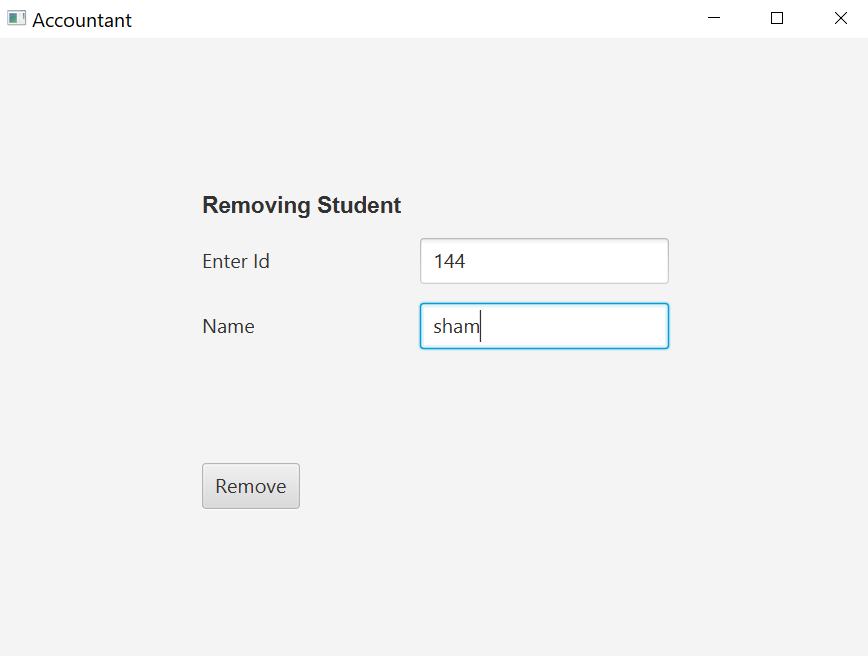 Accountant
Removing Student
Enter Id 144
Name sham
Remove